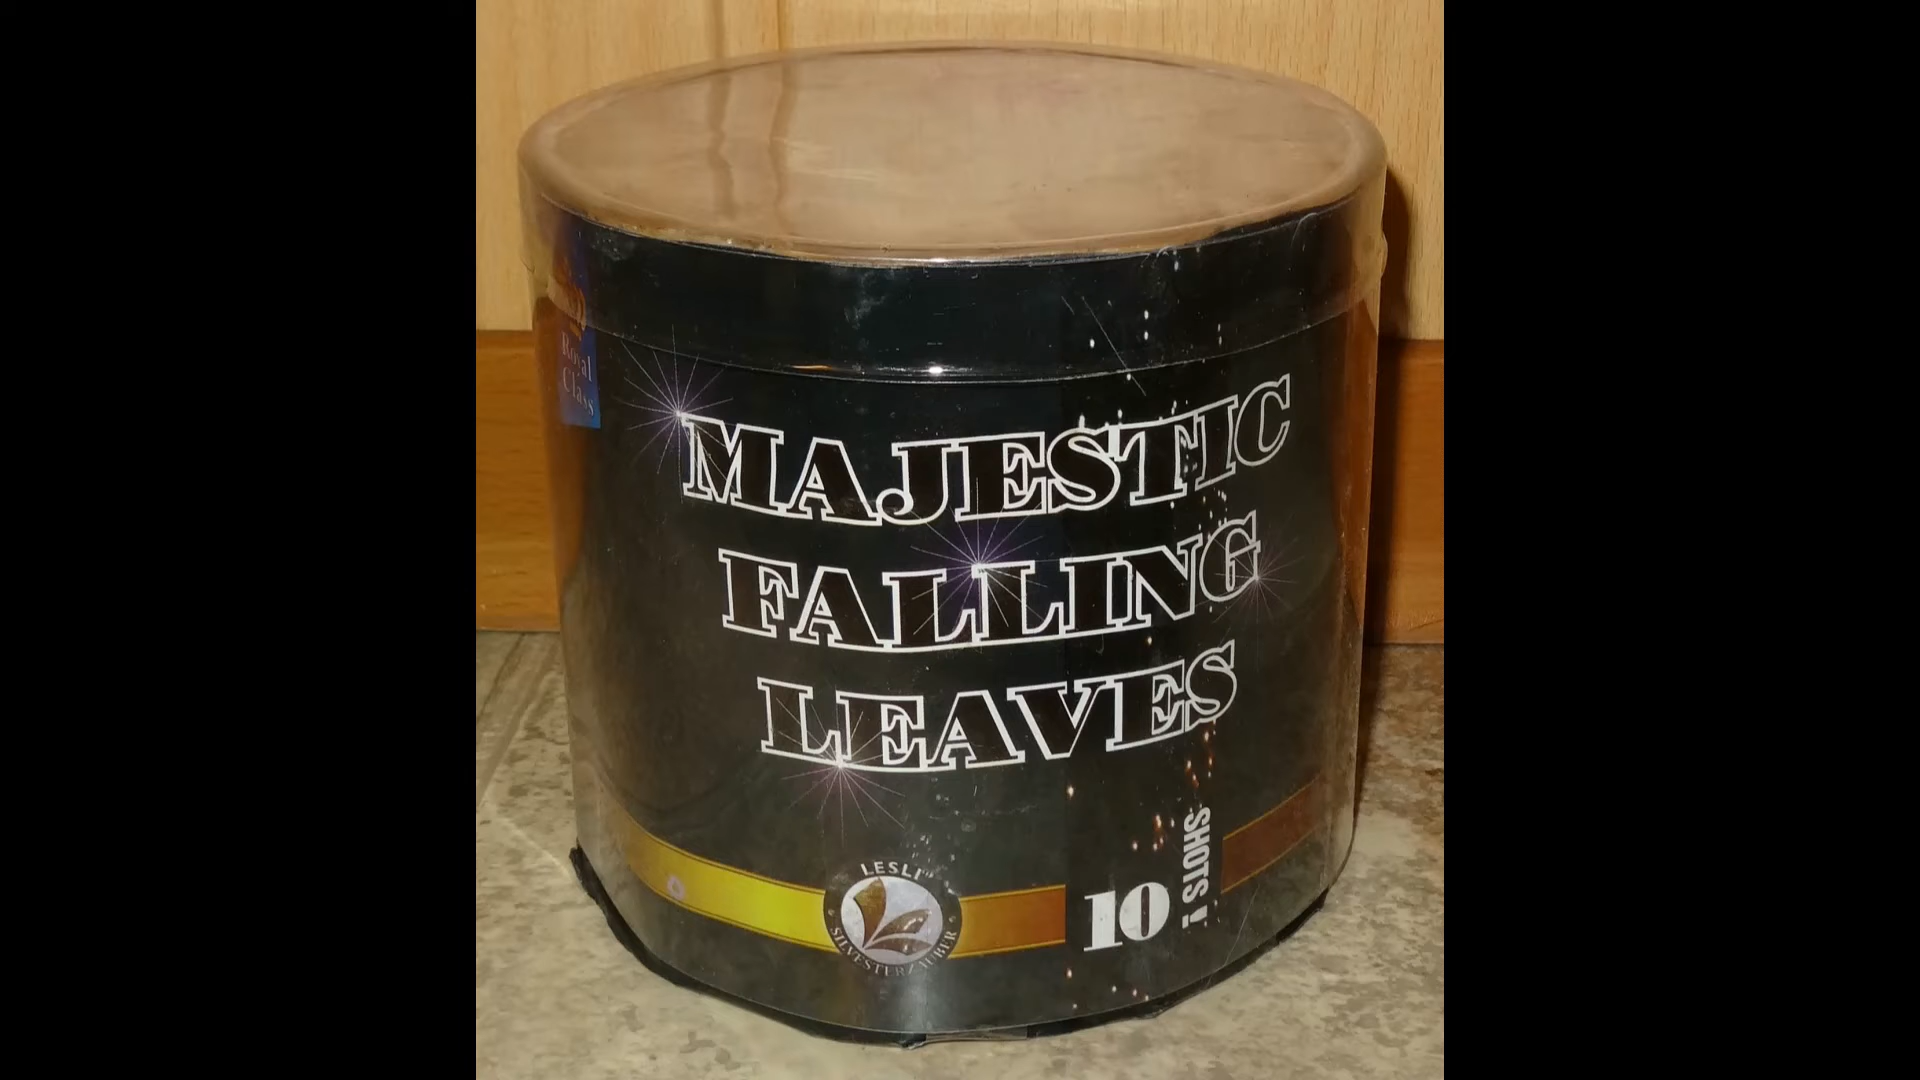 Royal
Class
MAJESTIC
FALLING
LEAVES
LESLI
SILVESTERZAUBER
10
SHOTS!